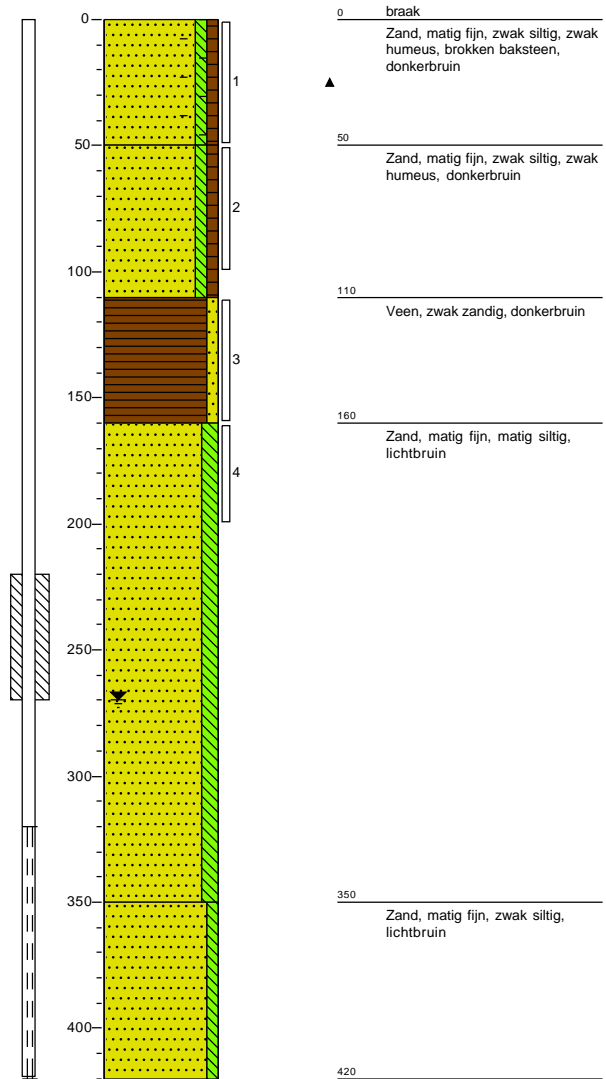 0
50
100
150
200
250
300
350
400
1
2
3
4
0
braak
Zand, matig fijn, zwak siltig, zwak
humeus, brokken baksteen,
donkerbruin
50
Zand, matig fijn, zwak siltig, zwak
humeus, donkerbruin
110
Veen, zwak zandig, donkerbruin
160
Zand, matig fijn, matig siltig,
lichtbruin
350
Zand, matig fijn, zwak siltig,
lichtbruin
420